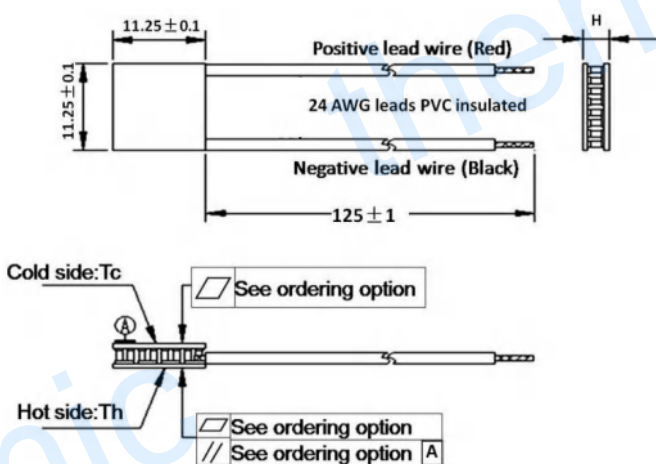 11.25±0.1
H
Positive lead wire (Red)
11.25±0.1
24 AWG leads PVC insulated
Negative lead wire (Black)
125±1
Cold side:Tc
See ordering option
A
Hot side:Th
See ordering option
// See ordering option A